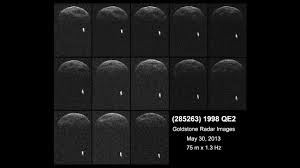 (285263) 1998 QE2
Goldstone Radar Images
May 30, 2013
75 m x 1.3 Hz